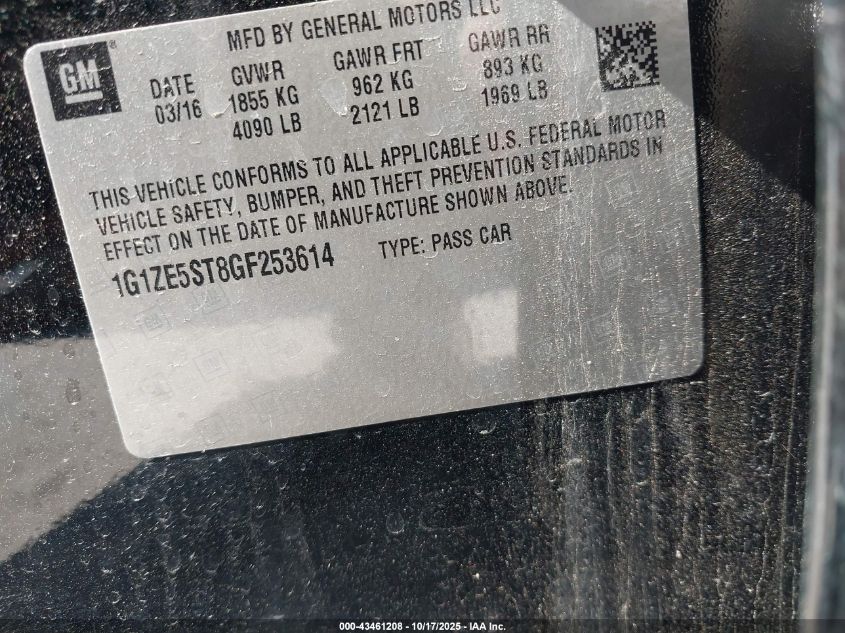 MFD BY GENERAL MOTORS LLC
GM
®
DATE GVWR GAWR FRT GAWR RR
03/16 1855 KG 962 KG 893 KG
4090 LB 2121 LB 1969 LB
THIS VEHICLE CONFORMS TO ALL APPLICABLE U.S. FEDERAL MOTOR
VEHICLE SAFETY, BUMPER, AND THEFT PREVENTION STANDARDS IN
EFFECT ON THE DATE OF MANUFACTURE SHOWN ABOVE.
1G1ZE5ST8GF253614 TYPE: PASS CAR
000-43461208 - 10/17/2025 - IAA Inc.